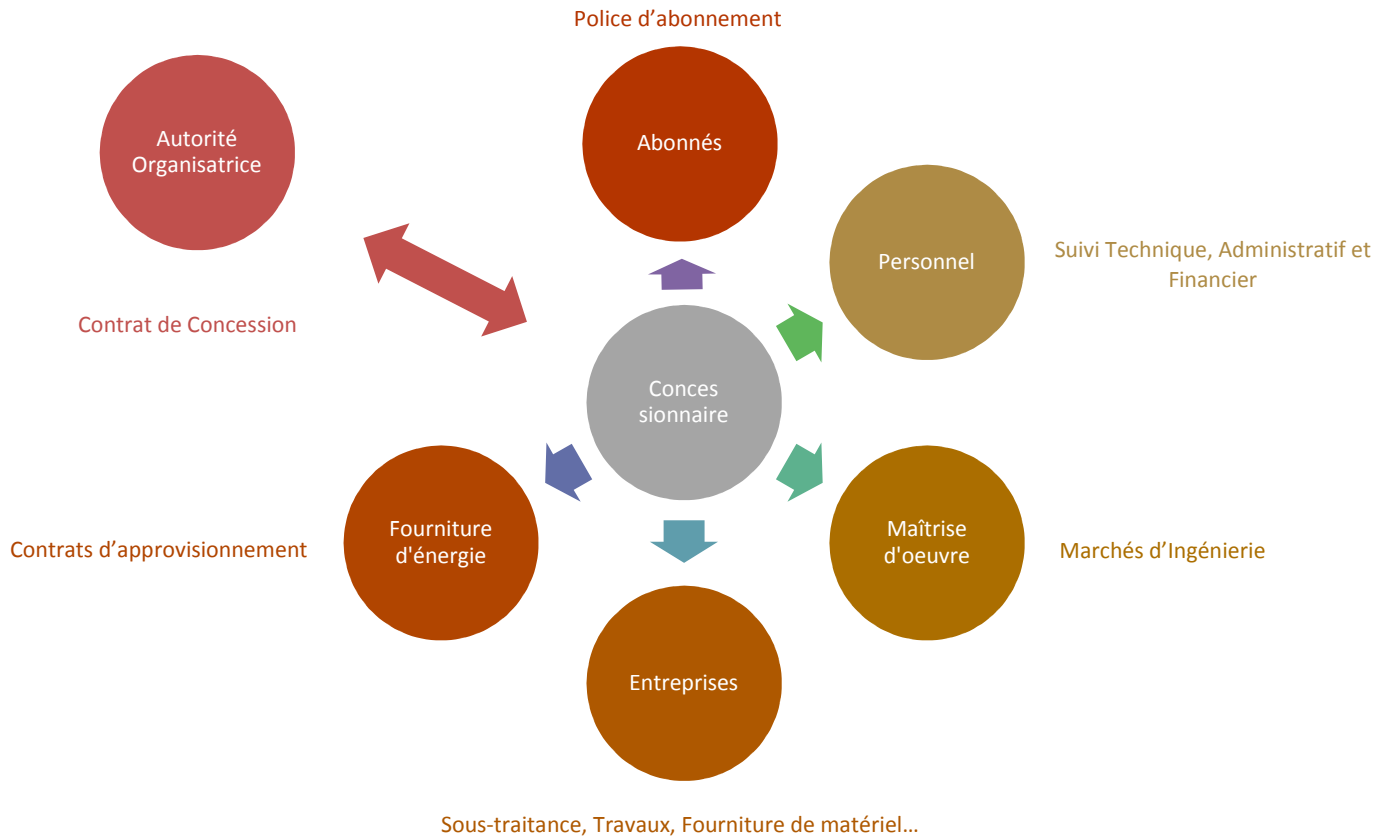 Police d’abonnement
Autorité
Organisatrice
Abonnés
Personnel
Suivi Technique, Administratif et
Financier
Contrat de Concession
Conces
sionnaire
Contrats d’approvisionnement
Fourniture
d'énergie
Maîtrise
d'oeuvre
Marchés d’Ingénierie
Entreprises
Sous-traitance, Travaux, Fourniture de matériel…